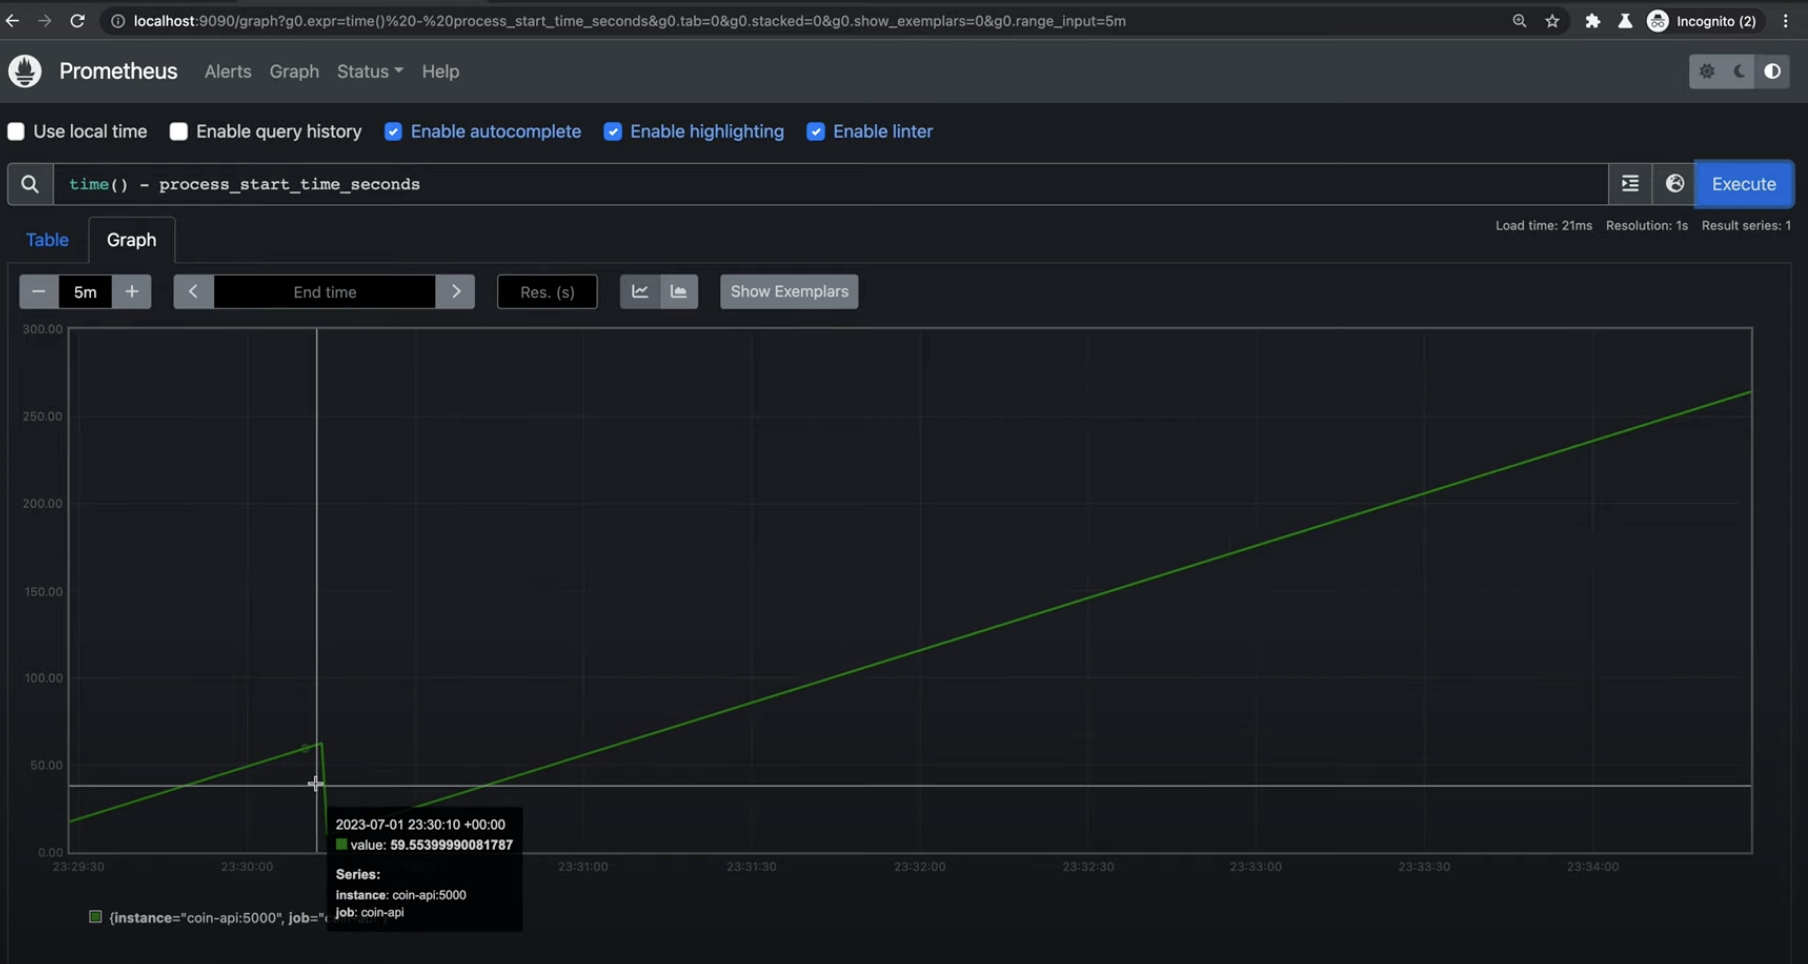 localhost:9090/graph?g0.expr=time()%20-%20process_start_time_seconds&g0.tab=0&g0.stacked=0&g0.show_exemplars=0&g0.range_input=5m Incognito (2)
Prometheus Alerts Graph Status Help
Use local time Enable query history Enable autocomplete Enable highlighting Enable linter
time() - process_start_time_seconds Execute
Load time: 21ms Resolution: 1s Result series: 1
Table Graph
− 5m + < End time > Res. (s) Show Exemplars
300.00
250.00
200.00
150.00
100.00
50.00
0.00
2023-07-01 23:30:10 +00:00
value: 59.55399990081787
Series:
instance: coin-api:5000
job: coin-api
23:29:30 23:30:00 23:31:00 23:31:30 23:32:00 23:32:30 23:33:00 23:33:30 23:34:00
{instance="coin-api:5000", job="